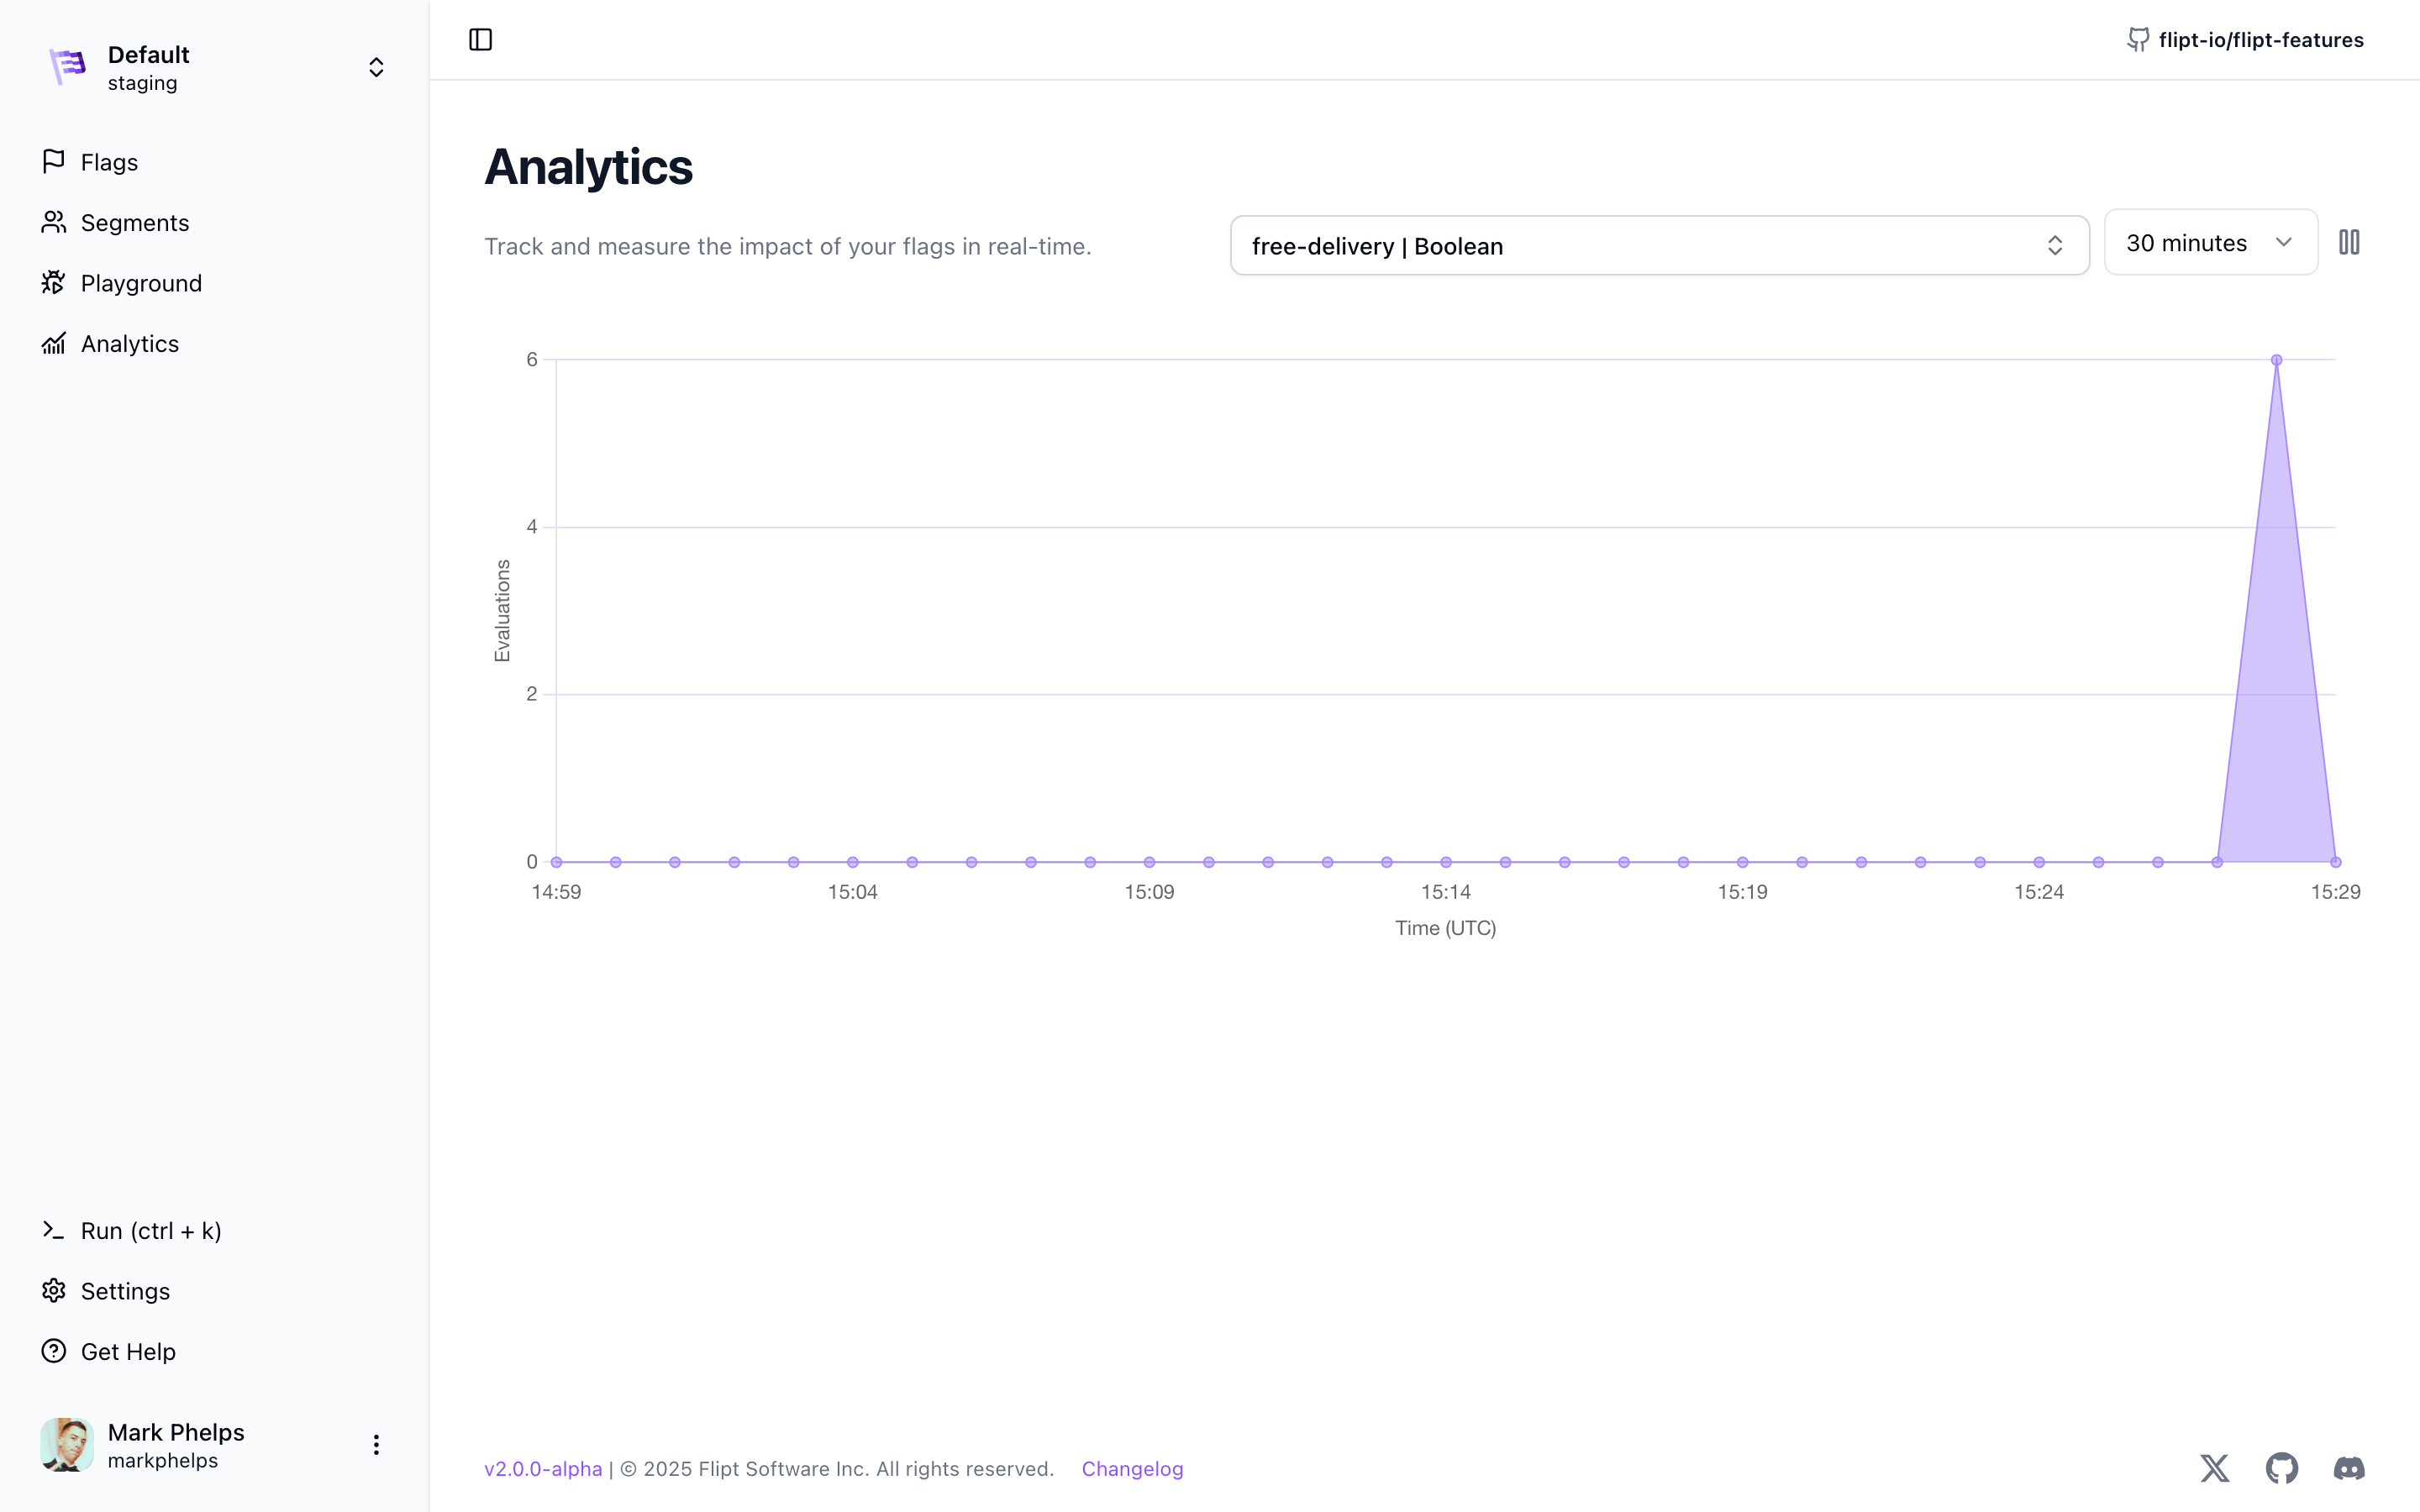 Default
staging
Flags
Segments
Playground
Analytics
Run (ctrl + k)
Settings
Get Help
Mark Phelps
markphelps
flipt-io/flipt-features
Analytics
Track and measure the impact of your flags in real-time.
free-delivery | Boolean
30 minutes
6
4
2
0
Evaluations
14:59 15:04 15:09 15:14 15:19 15:24 15:29
Time (UTC)
v2.0.0-alpha | © 2025 Flipt Software Inc. All rights reserved. Changelog